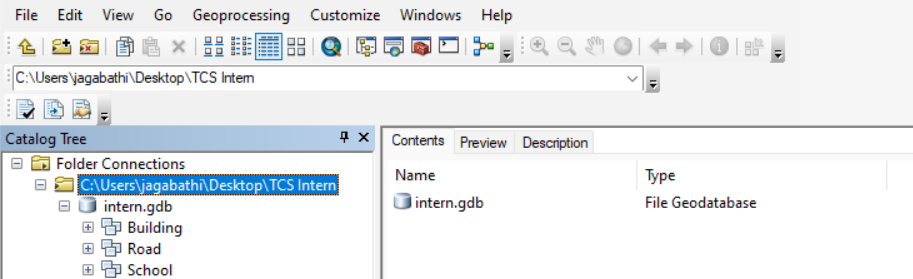 File Edit View Go Geoprocessing Customize Windows Help
C:\Users\jagabathi\Desktop\TCS Intern
Catalog Tree
Folder Connections
C:\Users\jagabathi\Desktop\TCS Intern
intern.gdb
Building
Road
School
Contents Preview Description
Name Type
intern.gdb File Geodatabase